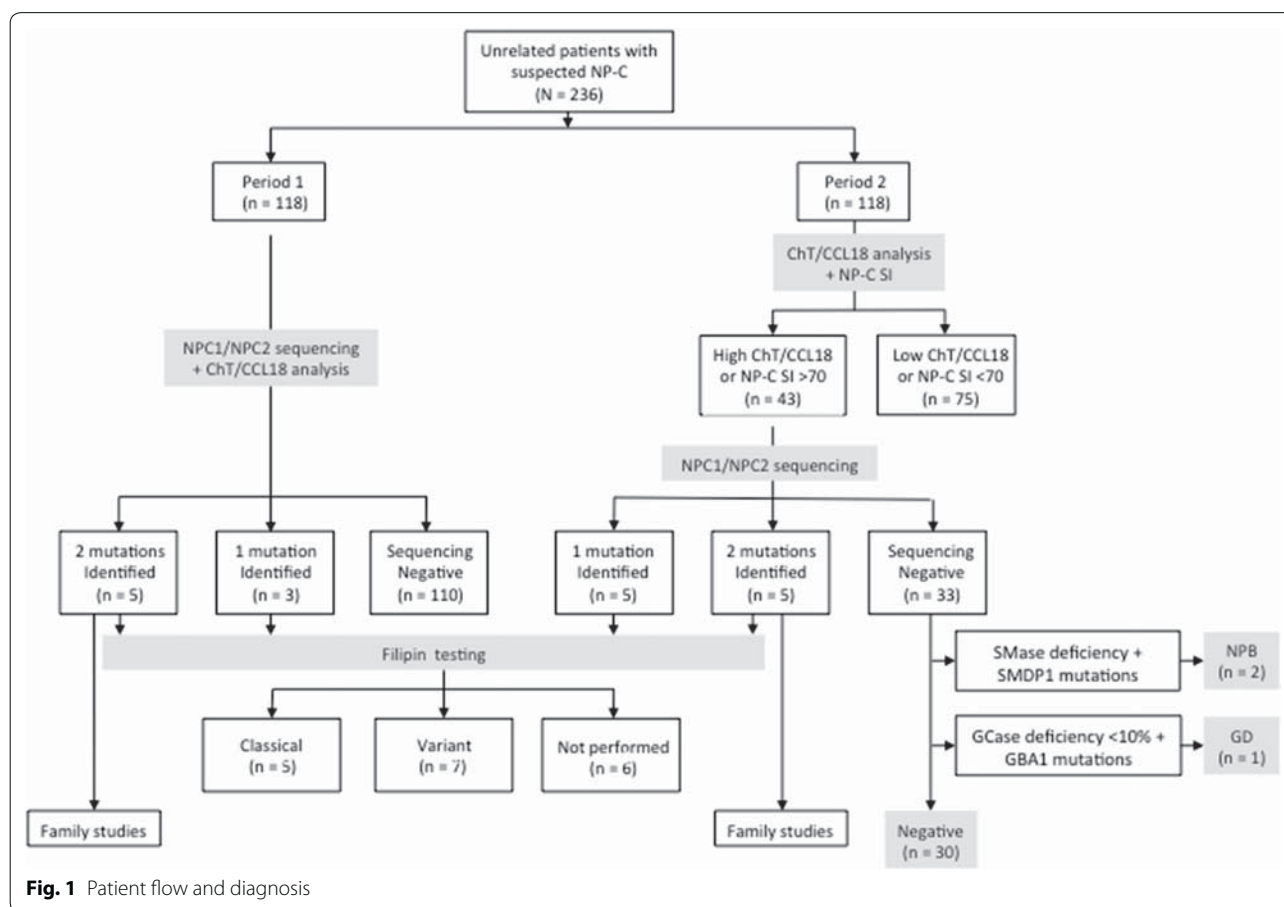 Unrelated patients with
suspected NP-C
(N = 236)
Period 1
(n = 118)
Period 2
(n = 118)
ChT/CCL18 analysis
+ NP-C SI
NPC1/NPC2 sequencing
+ ChT/CCL18 analysis
High ChT/CCL18
or NP-C SI >70
(n = 43)
Low ChT/CCL18
or NP-C SI <70
(n = 75)
NPC1/NPC2 sequencing
2 mutations
Identified
(n = 5)
1 mutation
Identified
(n = 3)
Sequencing
Negative
(n = 110)
1 mutation
Identified
(n = 5)
2 mutations
Identified
(n = 5)
Sequencing
Negative
(n = 33)
Filipin testing
SMase deficiency +
SMDP1 mutations
NPB
(n = 2)
Classical
(n = 5)
Variant
(n = 7)
Not performed
(n = 6)
GCase deficiency <10% +
GBA1 mutations
GD
(n = 1)
Family studies
Family studies
Negative
(n = 30)
Fig. 1 Patient flow and diagnosis